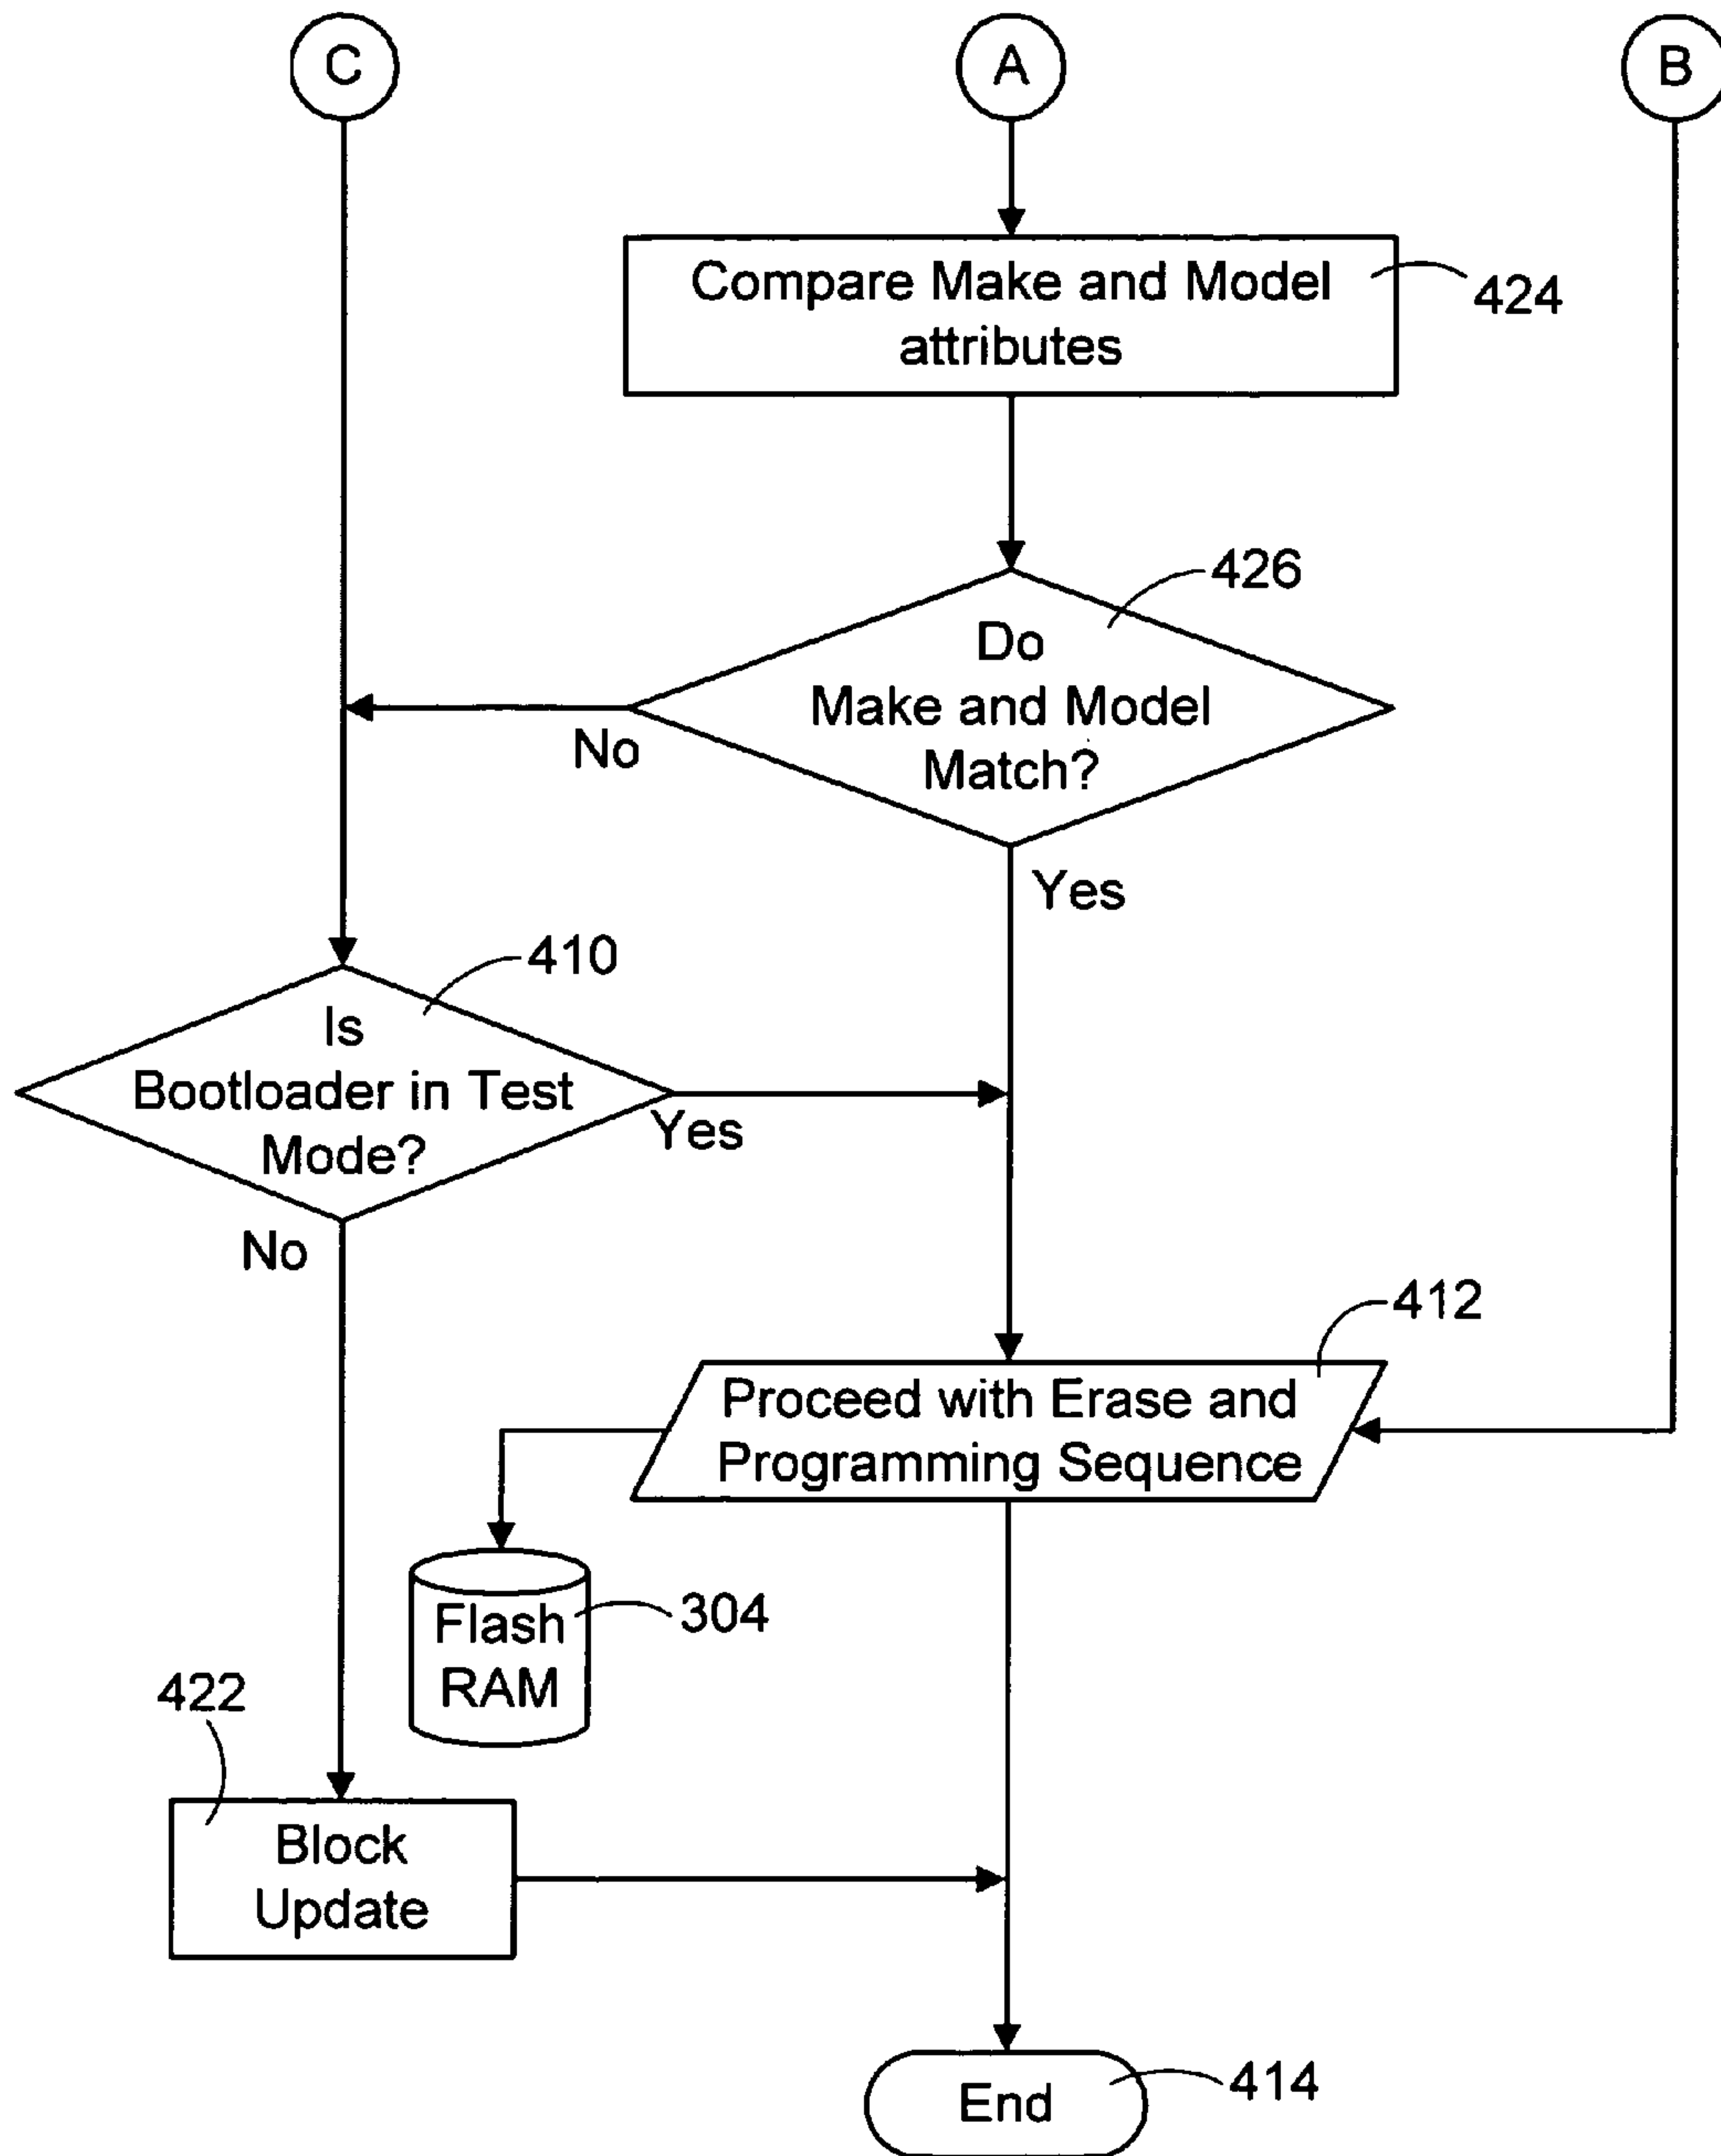 C
A
B
Compare Make and Model
attributes
424
426
Do
Make and Model
Match?
No
Yes
410
Is
Bootloader in Test
Mode?
Yes
No
412
Proceed with Erase and
Programming Sequence
Flash
RAM
304
422
Block
Update
End
414